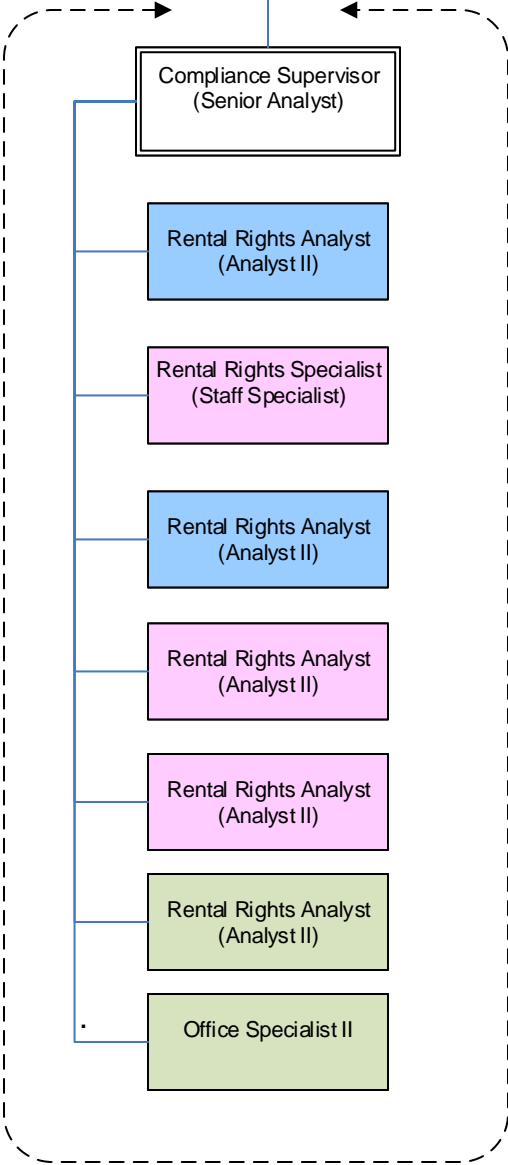 Compliance Supervisor
(Senior Analyst)
Rental Rights Analyst
(Analyst II)
Rental Rights Specialist
(Staff Specialist)
Rental Rights Analyst
(Analyst II)
Rental Rights Analyst
(Analyst II)
Rental Rights Analyst
(Analyst II)
Rental Rights Analyst
(Analyst II)
.
Office Specialist II